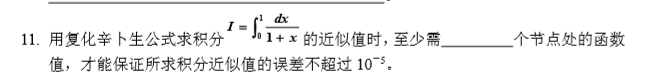 11. 用复化辛卜生公式求积分 I = ∫₀¹ dx/(1 + x) 的近似值时，至少需________个节点处的函数
值，才能保证所求积分近似值的误差不超过 10⁻⁵。